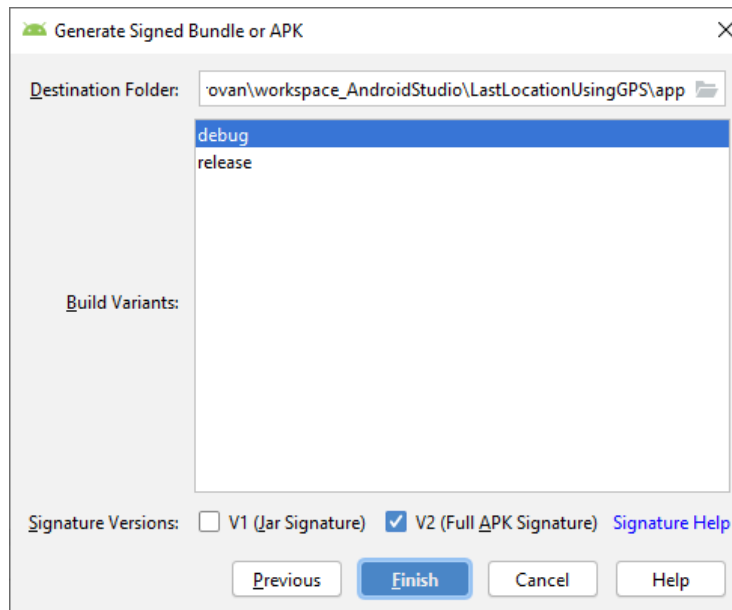 Generate Signed Bundle or APK
Destination Folder: rovan\workspace_AndroidStudio\LastLocationUsingGPS\app
debug
release
Build Variants:
Signature Versions: V1 (Jar Signature) V2 (Full APK Signature) Signature Help
Previous Finish Cancel Help